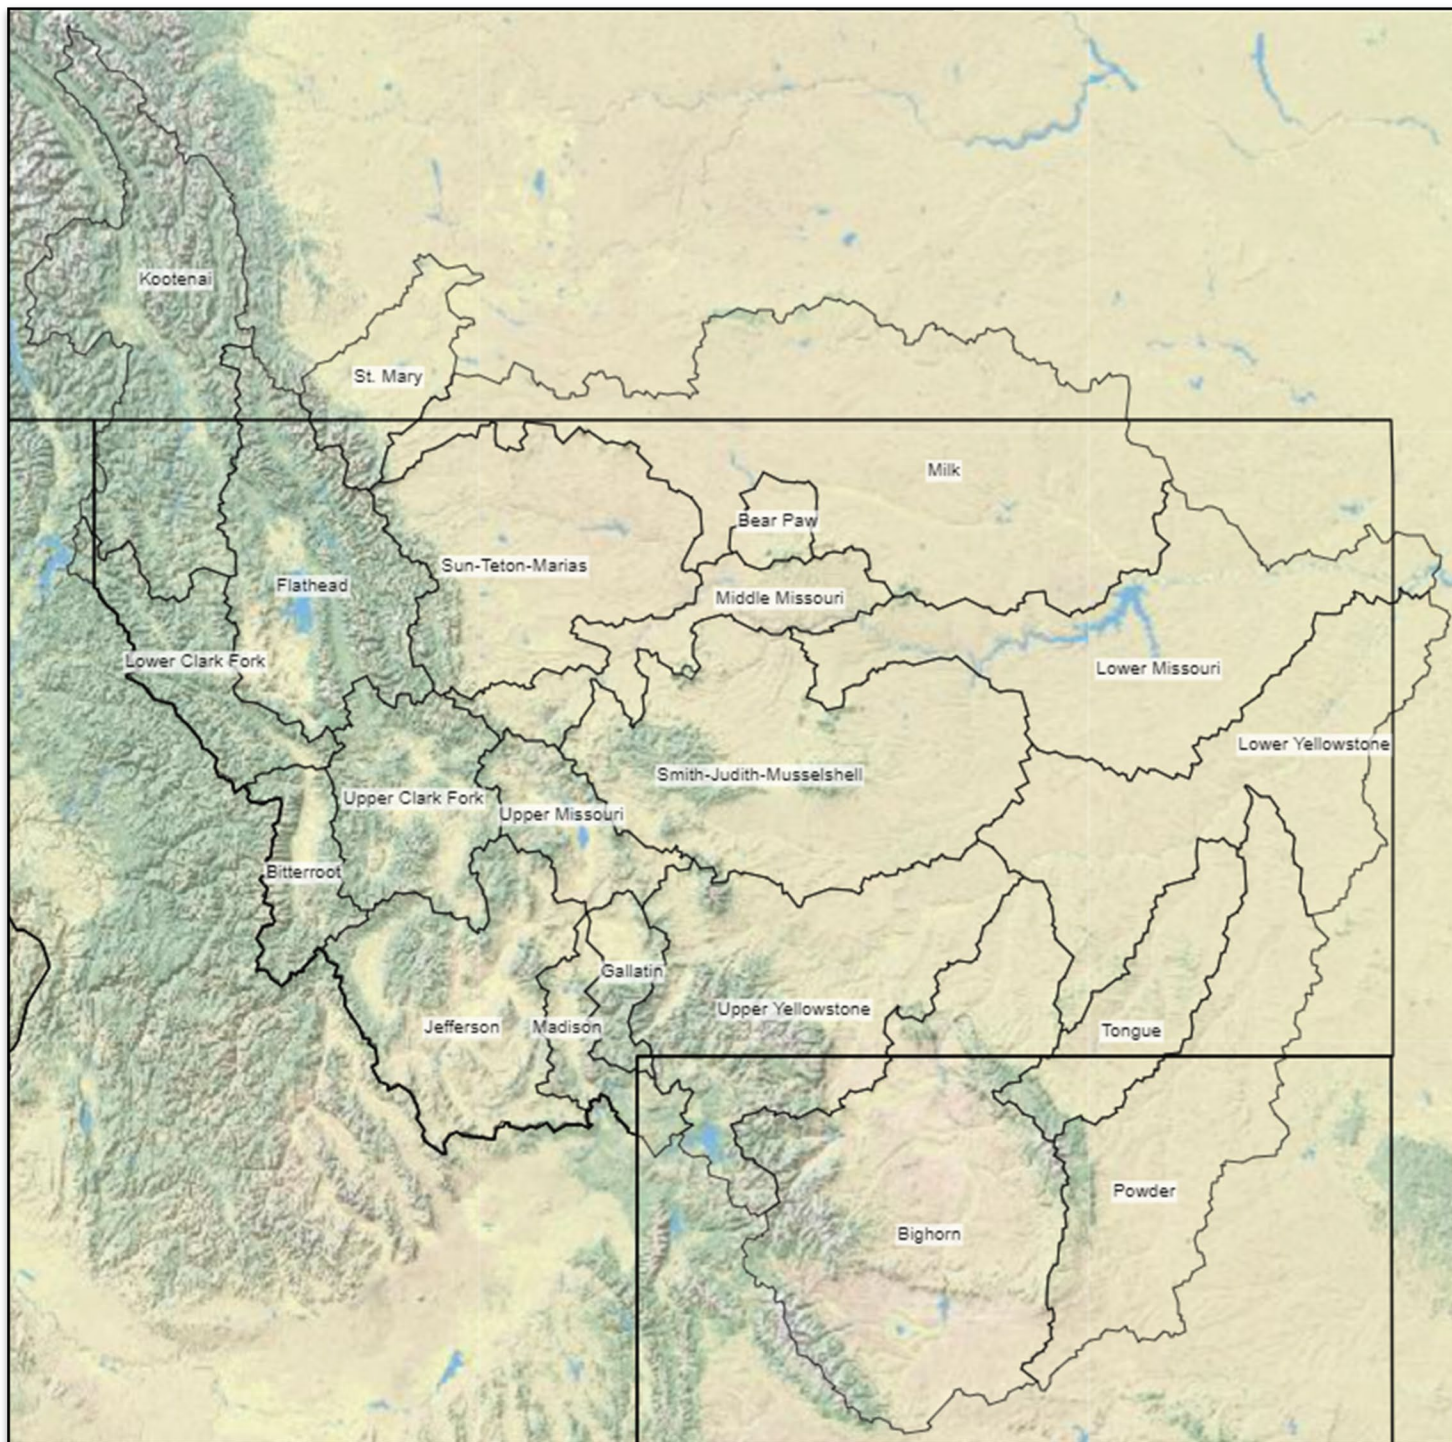 Kootenai
St. Mary
Milk
Bear Paw
Sun-Teton-Marias
Flathead
Middle Missouri
Lower Clark Fork
Lower Missouri
Lower Yellowstone
Smith-Judith-Musselshell
Upper Clark Fork
Upper Missouri
Bitterroot
Gallatin
Upper Yellowstone
Jefferson
Madison
Tongue
Powder
Bighorn